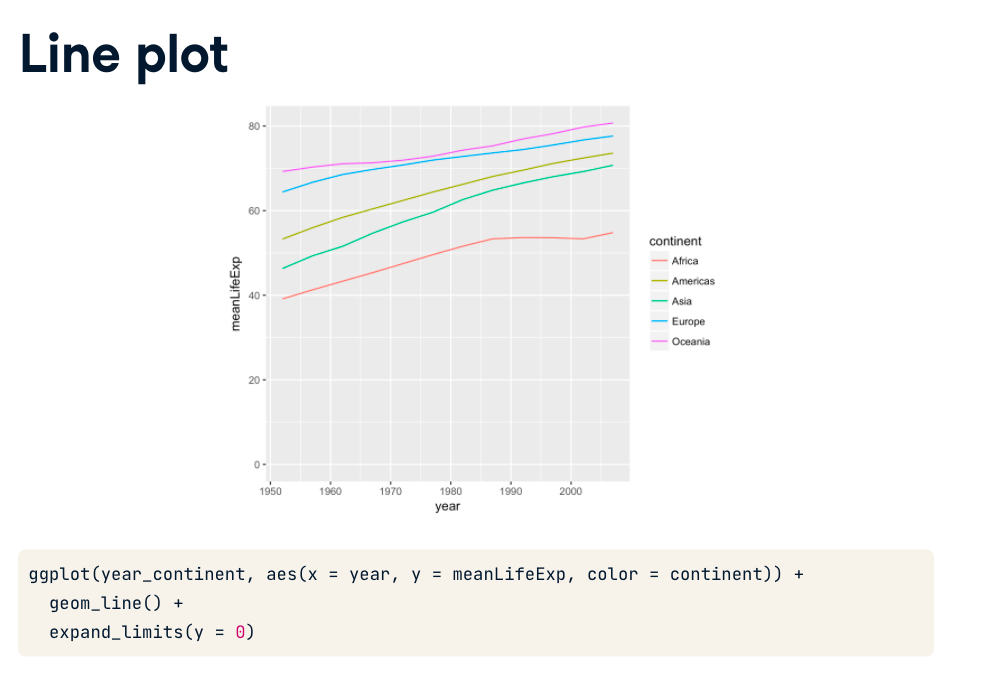 Line plot
80
60
40
20
0
meanLifeExp
1950 1960 1970 1980 1990 2000
year
continent
Africa
Americas
Asia
Europe
Oceania
ggplot(year_continent, aes(x = year, y = meanLifeExp, color = continent)) +
  geom_line() +
  expand_limits(y = 0)